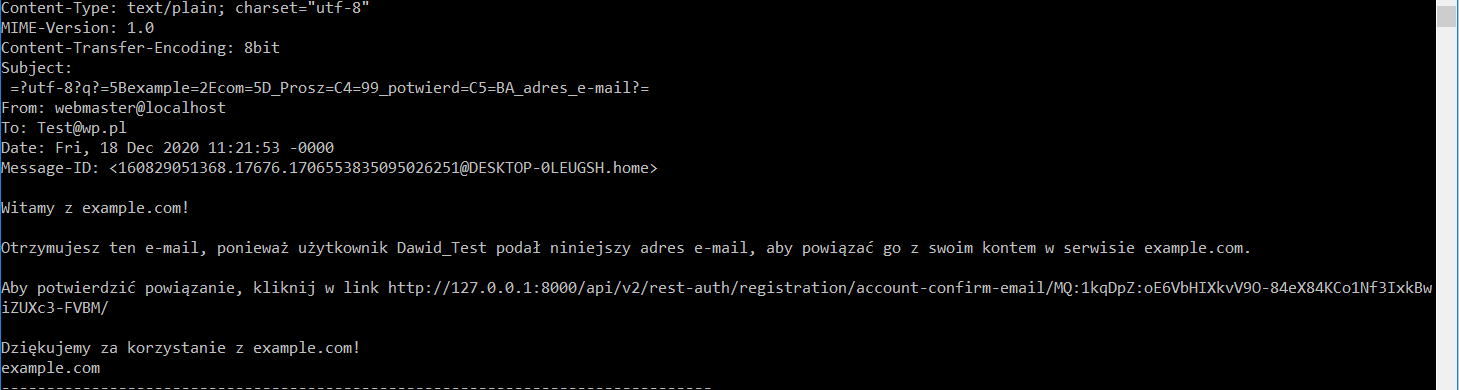 Content-Type: text/plain; charset="utf-8"
MIME-Version: 1.0
Content-Transfer-Encoding: 8bit
Subject:
 =?utf-8?q?=5Bexample=2Ecom=5D_Prosz=C4=99_potwierd=C5=BA_adres_e-mail?=
From: webmaster@localhost
To: Test@wp.pl
Date: Fri, 18 Dec 2020 11:21:53 -0000
Message-ID: <160829051368.17676.1706553835095026251@DESKTOP-0LEUGSH.home>

Witamy z example.com!

Otrzymujesz ten e-mail, ponieważ użytkownik Dawid_Test podał niniejszy adres e-mail, aby powiązać go z swoim kontem w serwisie example.com.

Aby potwierdzić powiązanie, kliknij w link http://127.0.0.1:8000/api/v2/rest-auth/registration/account-confirm-email/MQ:1kqDpZ:oE6VbHIXkvV9O-84eX84KCo1Nf3IxkBw
iZUXc3-FVBM/

Dziękujemy za korzystanie z example.com!
example.com
-------------------------------------------------------------------------------